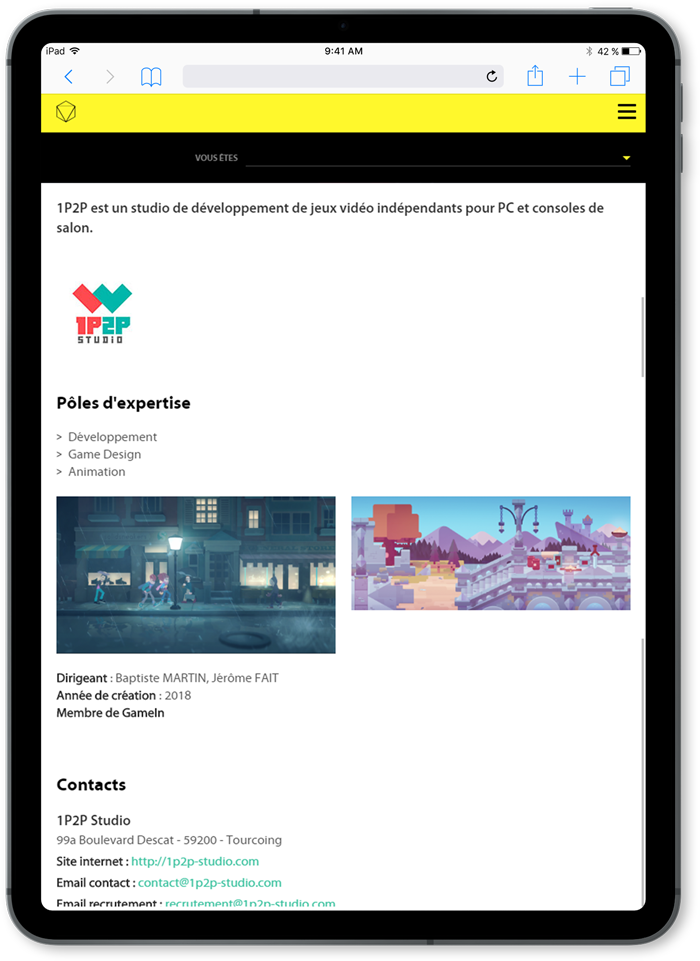 iPad 9:41 AM 42 %
VOUS ÊTES
1P2P est un studio de développement de jeux vidéo indépendants pour PC et consoles de
salon.
1P2P
STUDIO
Pôles d'expertise
> Développement
> Game Design
> Animation
Dirigeant : Baptiste MARTIN, Jérôme FAIT
Année de création : 2018
Membre de GameIn
Contacts
1P2P Studio
99a Boulevard Descat - 59200 - Tourcoing
Site internet : http://1p2p-studio.com
Email contact : contact@1p2p-studio.com
Email recrutement : recrutement@1p2p-studio.com